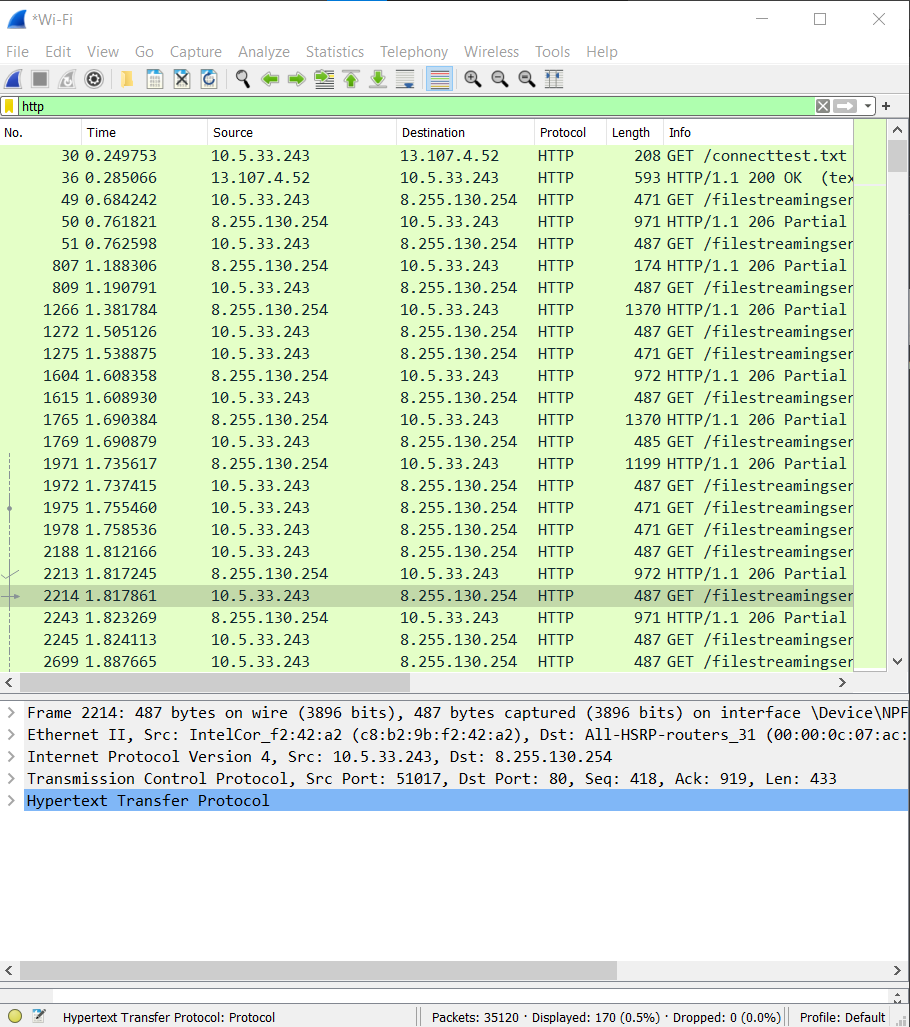 *Wi-Fi
File Edit View Go Capture Analyze Statistics Telephony Wireless Tools Help
http
No. Time Source Destination Protocol Length Info
30 0.249753 10.5.33.243 13.107.4.52 HTTP 208 GET /connecttest.txt
36 0.285066 13.107.4.52 10.5.33.243 HTTP 593 HTTP/1.1 200 OK (tex
49 0.684242 10.5.33.243 8.255.130.254 HTTP 471 GET /filestreamingser
50 0.761821 8.255.130.254 10.5.33.243 HTTP 971 HTTP/1.1 206 Partial
51 0.762598 10.5.33.243 8.255.130.254 HTTP 487 GET /filestreamingser
807 1.188306 8.255.130.254 10.5.33.243 HTTP 174 HTTP/1.1 206 Partial
809 1.190791 10.5.33.243 8.255.130.254 HTTP 487 GET /filestreamingser
1266 1.381784 8.255.130.254 10.5.33.243 HTTP 1370 HTTP/1.1 206 Partial
1272 1.505126 10.5.33.243 8.255.130.254 HTTP 487 GET /filestreamingser
1275 1.538875 10.5.33.243 8.255.130.254 HTTP 471 GET /filestreamingser
1604 1.608358 8.255.130.254 10.5.33.243 HTTP 972 HTTP/1.1 206 Partial
1615 1.608930 10.5.33.243 8.255.130.254 HTTP 487 GET /filestreamingser
1765 1.690384 8.255.130.254 10.5.33.243 HTTP 1370 HTTP/1.1 206 Partial
1769 1.690879 10.5.33.243 8.255.130.254 HTTP 485 GET /filestreamingser
1971 1.735617 8.255.130.254 10.5.33.243 HTTP 1199 HTTP/1.1 206 Partial
1972 1.737415 10.5.33.243 8.255.130.254 HTTP 487 GET /filestreamingser
1975 1.755460 10.5.33.243 8.255.130.254 HTTP 471 GET /filestreamingser
1978 1.758536 10.5.33.243 8.255.130.254 HTTP 471 GET /filestreamingser
2188 1.812166 10.5.33.243 8.255.130.254 HTTP 487 GET /filestreamingser
2213 1.817245 8.255.130.254 10.5.33.243 HTTP 972 HTTP/1.1 206 Partial
2214 1.817861 10.5.33.243 8.255.130.254 HTTP 487 GET /filestreamingser
2243 1.823269 8.255.130.254 10.5.33.243 HTTP 971 HTTP/1.1 206 Partial
2245 1.824113 10.5.33.243 8.255.130.254 HTTP 487 GET /filestreamingser
2699 1.887665 10.5.33.243 8.255.130.254 HTTP 487 GET /filestreamingser
Frame 2214: 487 bytes on wire (3896 bits), 487 bytes captured (3896 bits) on interface \Device\NPF
Ethernet II, Src: IntelCor_f2:42:a2 (c8:b2:9b:f2:42:a2), Dst: All-HSRP-routers_31 (00:00:0c:07:ac:
Internet Protocol Version 4, Src: 10.5.33.243, Dst: 8.255.130.254
Transmission Control Protocol, Src Port: 51017, Dst Port: 80, Seq: 418, Ack: 919, Len: 433
Hypertext Transfer Protocol
Hypertext Transfer Protocol: Protocol Packets: 35120 · Displayed: 170 (0.5%) · Dropped: 0 (0.0%) Profile: Default